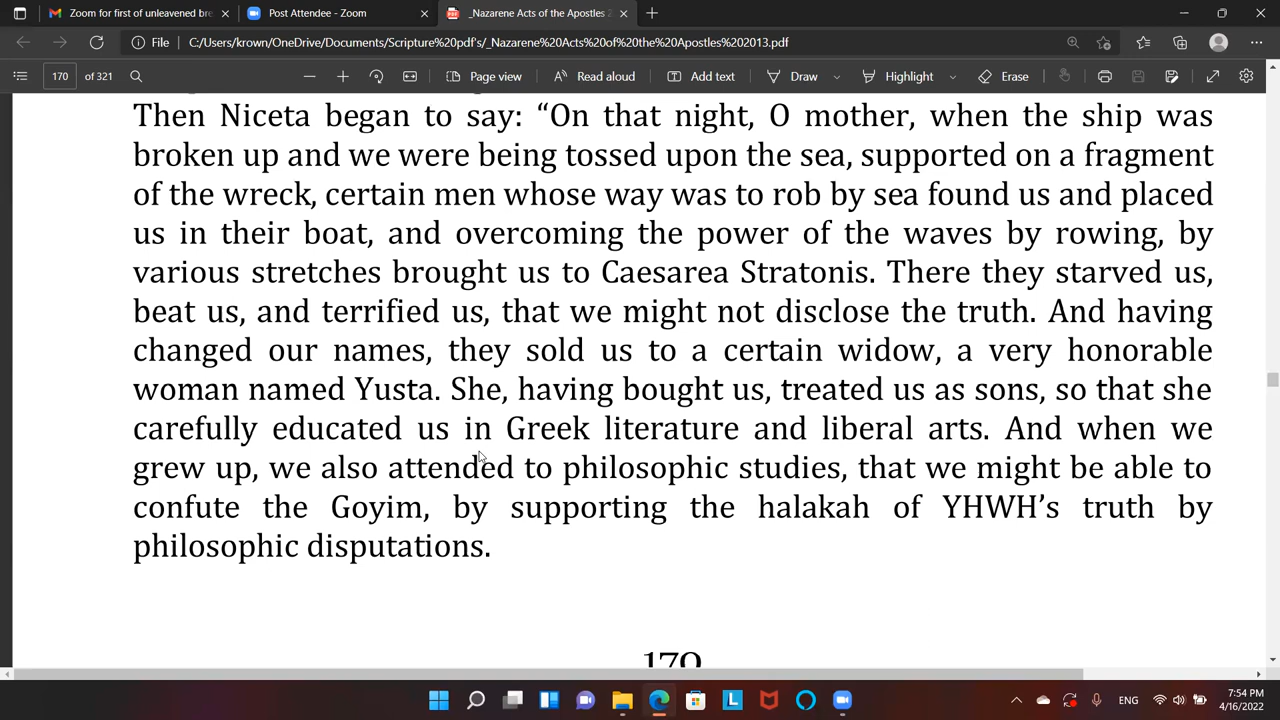 Zoom for first of unleavened bre
Post Attendee - Zoom
_Nazarene Acts of the Apostles 2
File
C:/Users/krown/OneDrive/Documents/Scripture%20pdf's/_Nazarene%20Acts%20of%20the%20Apostles%202013.pdf
170 of 321
Page view
Read aloud
Add text
Draw
Highlight
Erase
Then Niceta began to say: “On that night, O mother, when the ship was
broken up and we were being tossed upon the sea, supported on a fragment
of the wreck, certain men whose way was to rob by sea found us and placed
us in their boat, and overcoming the power of the waves by rowing, by
various stretches brought us to Caesarea Stratonis. There they starved us,
beat us, and terrified us, that we might not disclose the truth. And having
changed our names, they sold us to a certain widow, a very honorable
woman named Yusta. She, having bought us, treated us as sons, so that she
carefully educated us in Greek literature and liberal arts. And when we
grew up, we also attended to philosophic studies, that we might be able to
confute the Goyim, by supporting the halakah of YHWH’s truth by
philosophic disputations.
170
ENG
7:54 PM
4/16/2022